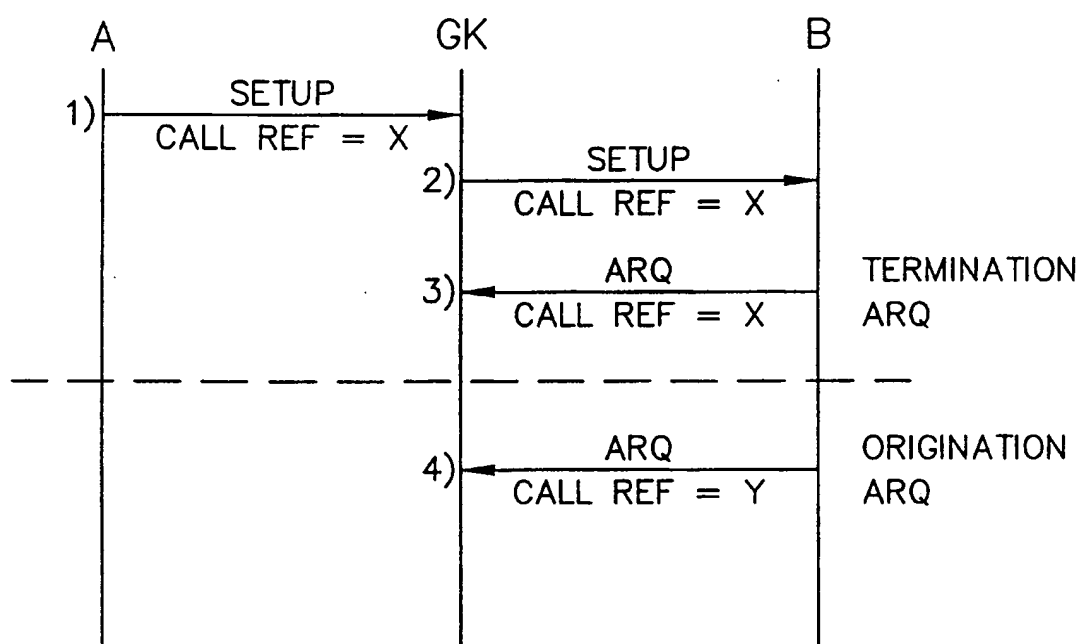 A GK B
1) SETUP
CALL REF = X
2) SETUP
CALL REF = X
3) ARQ
CALL REF = X
TERMINATION
ARQ
4) ARQ
CALL REF = Y
ORIGINATION
ARQ